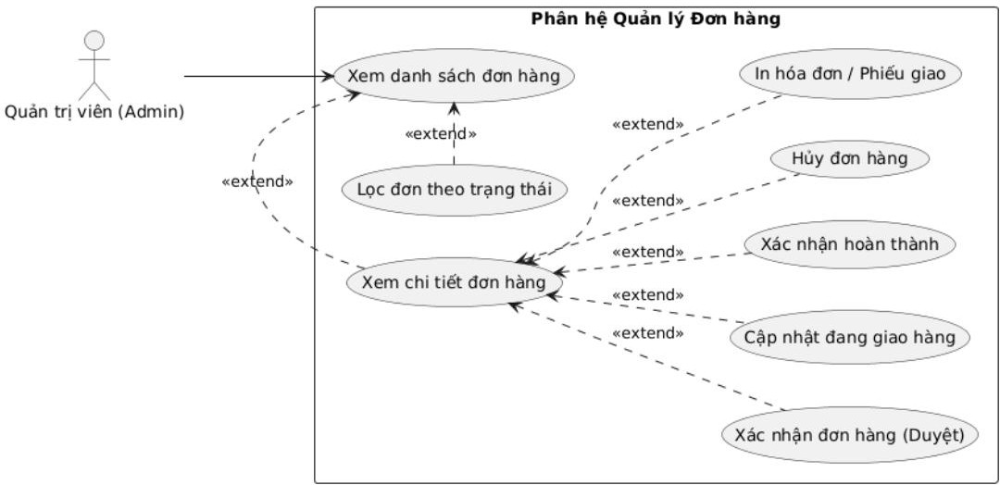 Phân hệ Quản lý Đơn hàng
Quản trị viên (Admin)
Xem danh sách đơn hàng
«extend»
Lọc đơn theo trạng thái
«extend»
Xem chi tiết đơn hàng
«extend»
In hóa đơn / Phiếu giao
«extend»
Hủy đơn hàng
«extend»
Xác nhận hoàn thành
«extend»
Cập nhật đang giao hàng
«extend»
Xác nhận đơn hàng (Duyệt)